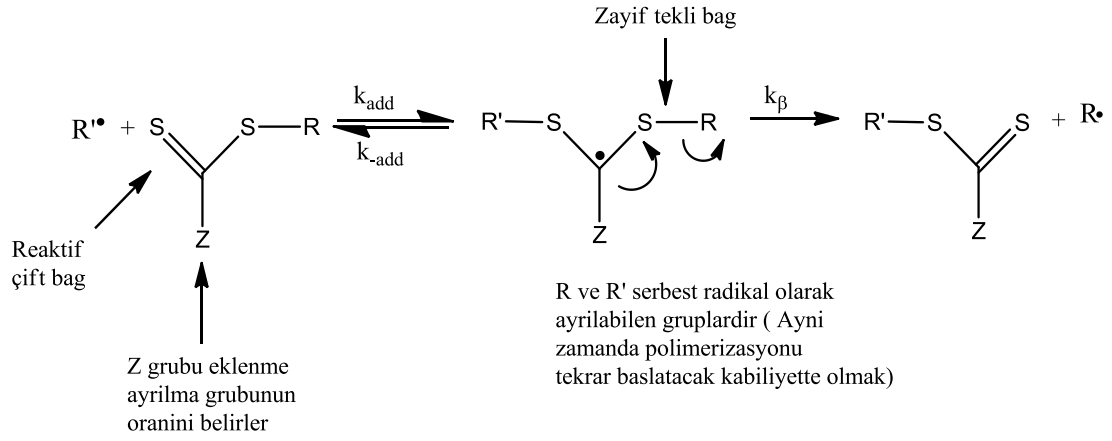 Zayif tekli bag
R'• + S S—R
k_add
k_-add
R' S S—R
k_β
R' S S + R•
Z
Z
Z
Reaktif
çift bag
R ve R' serbest radikal olarak
ayrilabilen gruplardir ( Ayni
zamanda polimerizasyonu
tekrar baslatacak kabiliyette olmak)
Z grubu eklenme
ayrilma grubunun
oranini belirler